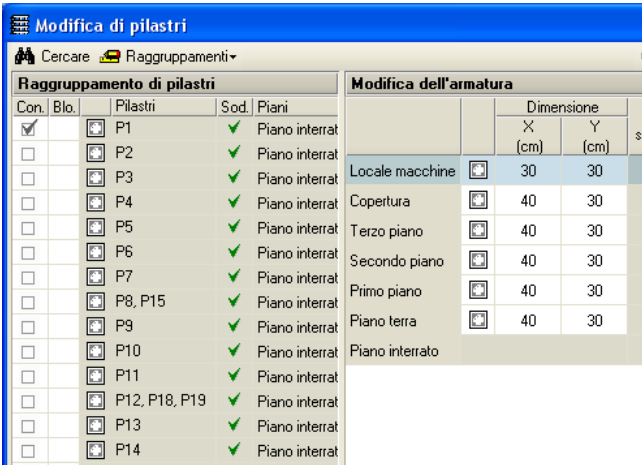 Modifica di pilastri
Cercare Raggruppamenti
Raggruppamento di pilastri
Con. Blo. Pilastri Sod. Piani
P1 Piano interrat
P2 Piano interrat
P3 Piano interrat
P4 Piano interrat
P5 Piano interrat
P6 Piano interrat
P7 Piano interrat
P8, P15 Piano interrat
P9 Piano interrat
P10 Piano interrat
P11 Piano interrat
P12, P18, P19 Piano interrat
P13 Piano interrat
P14 Piano interrat
Modifica dell'armatura
Dimensione
X Y
(cm) (cm) s
Locale macchine 30 30
Copertura 40 30
Terzo piano 40 30
Secondo piano 40 30
Primo piano 40 30
Piano terra 40 30
Piano interrato